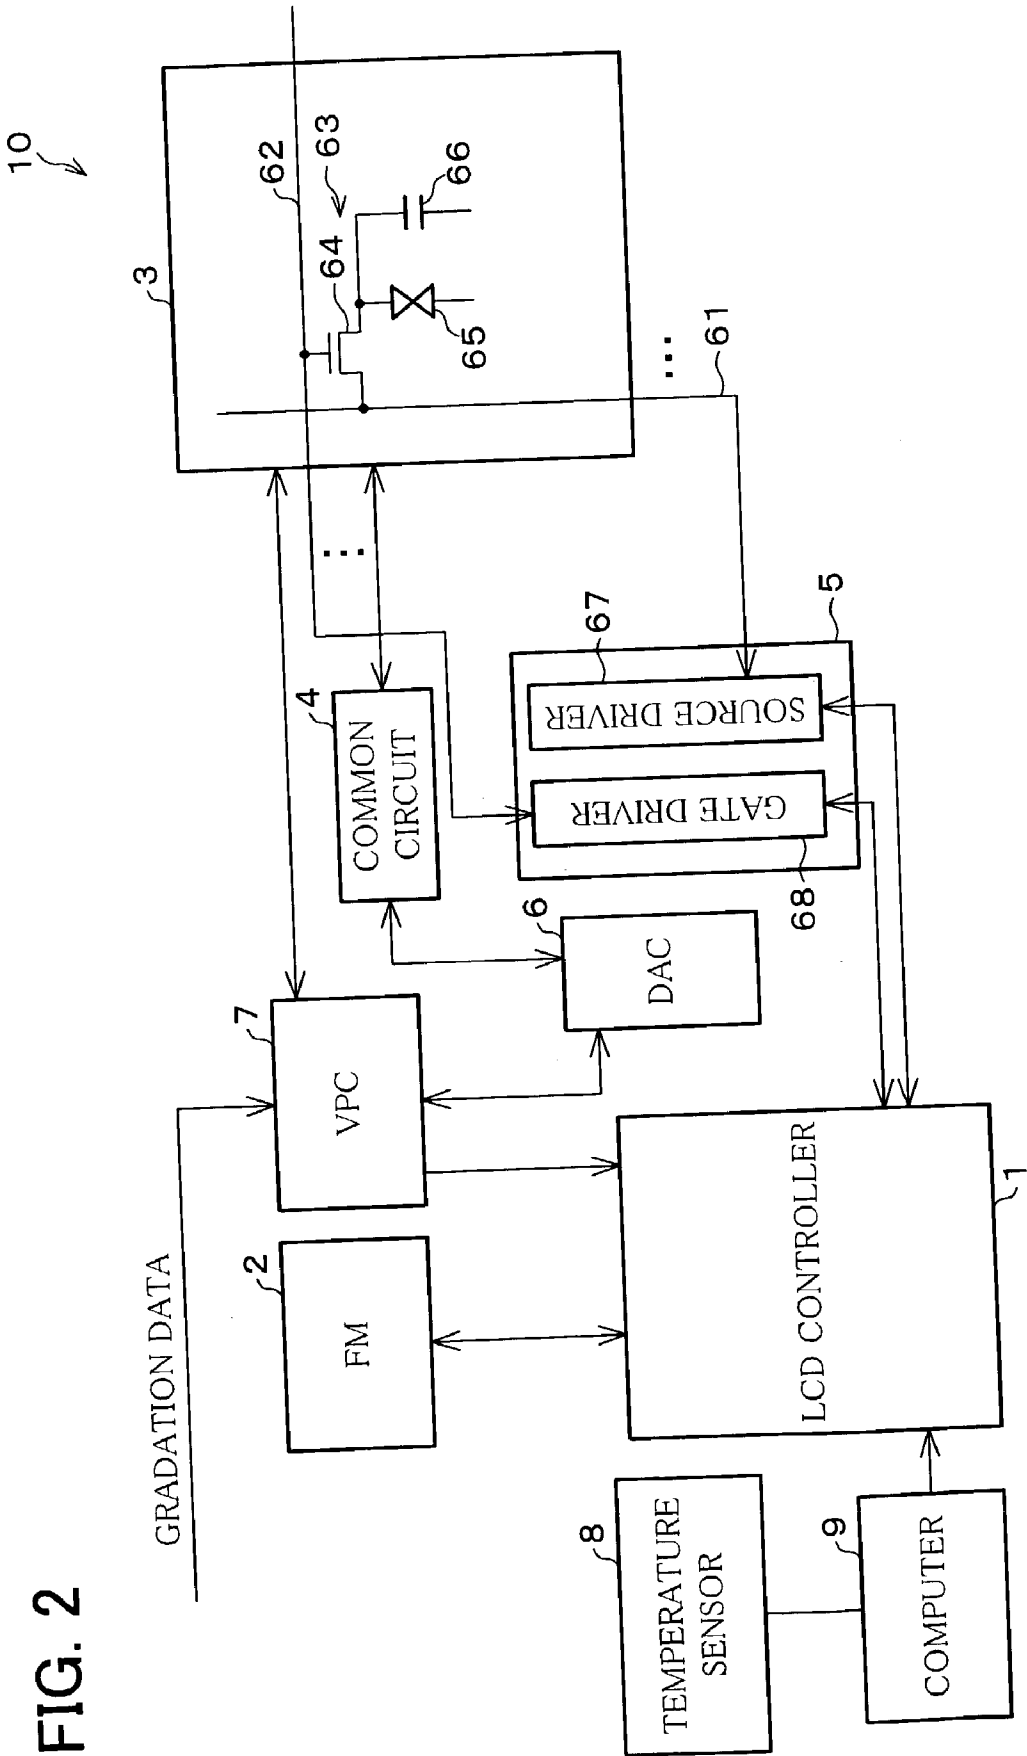 FIG. 2
10
GRADATION DATA
2
FM
7
VPC
4
COMMON
CIRCUIT
3
62
63
64
65
66
...
...
61
6
DAC
5
67
SOURCE DRIVER
GATE DRIVER
68
8
TEMPERATURE
SENSOR
9
COMPUTER
LCD CONTROLLER
1